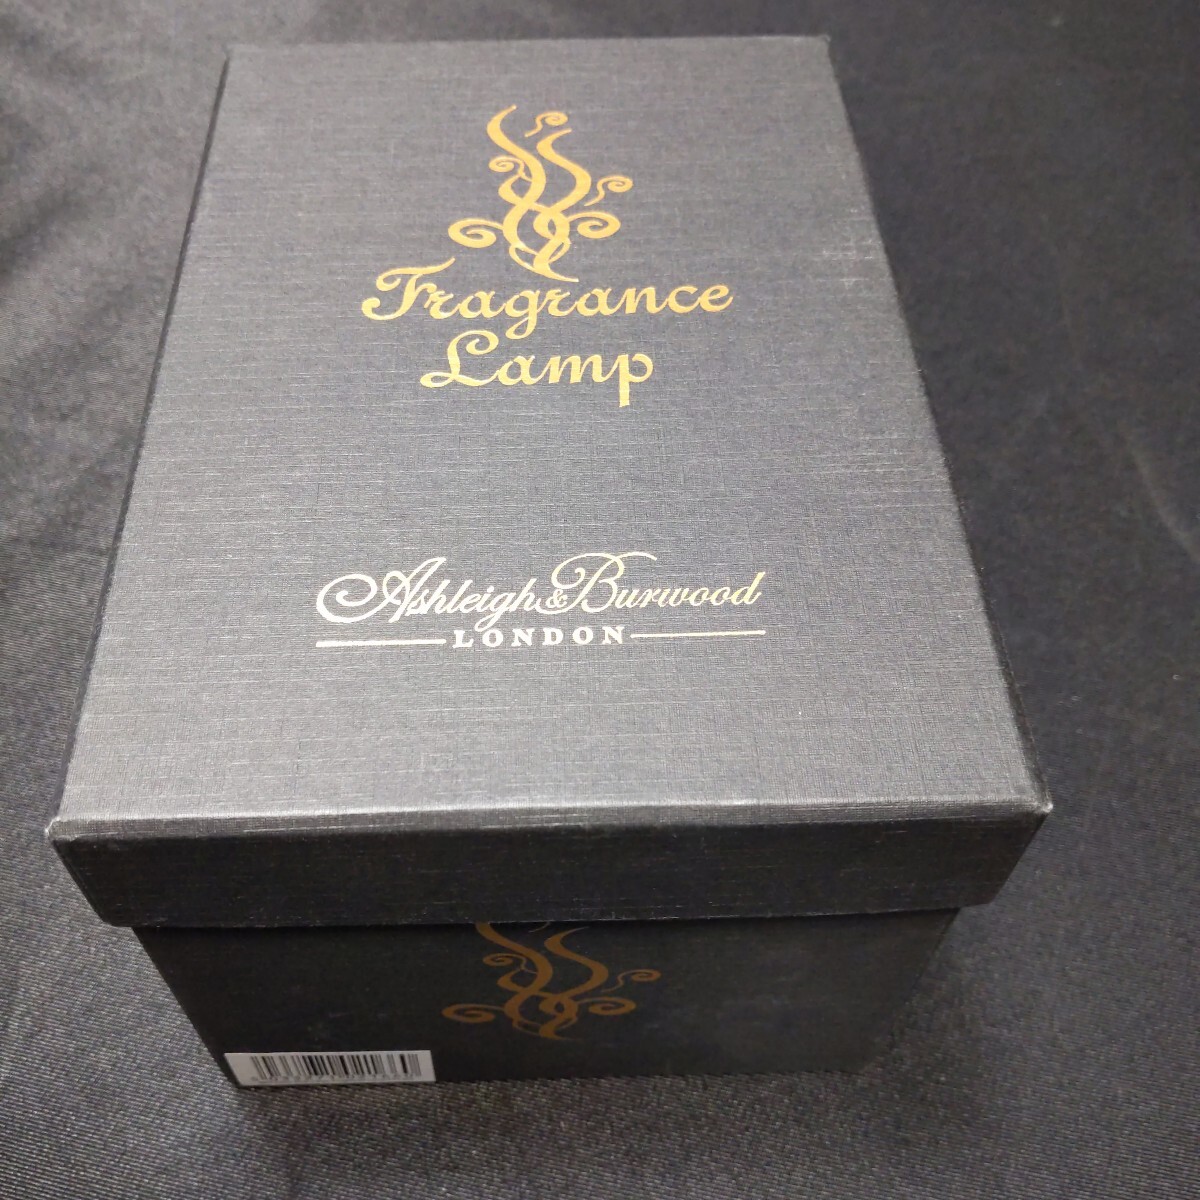 Fragrance
Lamp
Ashleigh & Burwood
LONDON